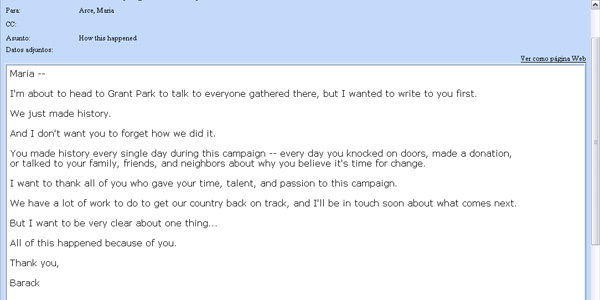 Para: Arce, Maria
CC:
Asunto: How this happened
Datos adjuntos:
Ver como página Web
Maria --
I'm about to head to Grant Park to talk to everyone gathered there, but I wanted to write to you first.
We just made history.
And I don't want you to forget how we did it.
You made history every single day during this campaign -- every day you knocked on doors, made a donation,
or talked to your family, friends, and neighbors about why you believe it's time for change.
I want to thank all of you who gave your time, talent, and passion to this campaign.
We have a lot of work to do to get our country back on track, and I'll be in touch soon about what comes next.
But I want to be very clear about one thing...
All of this happened because of you.
Thank you,
Barack